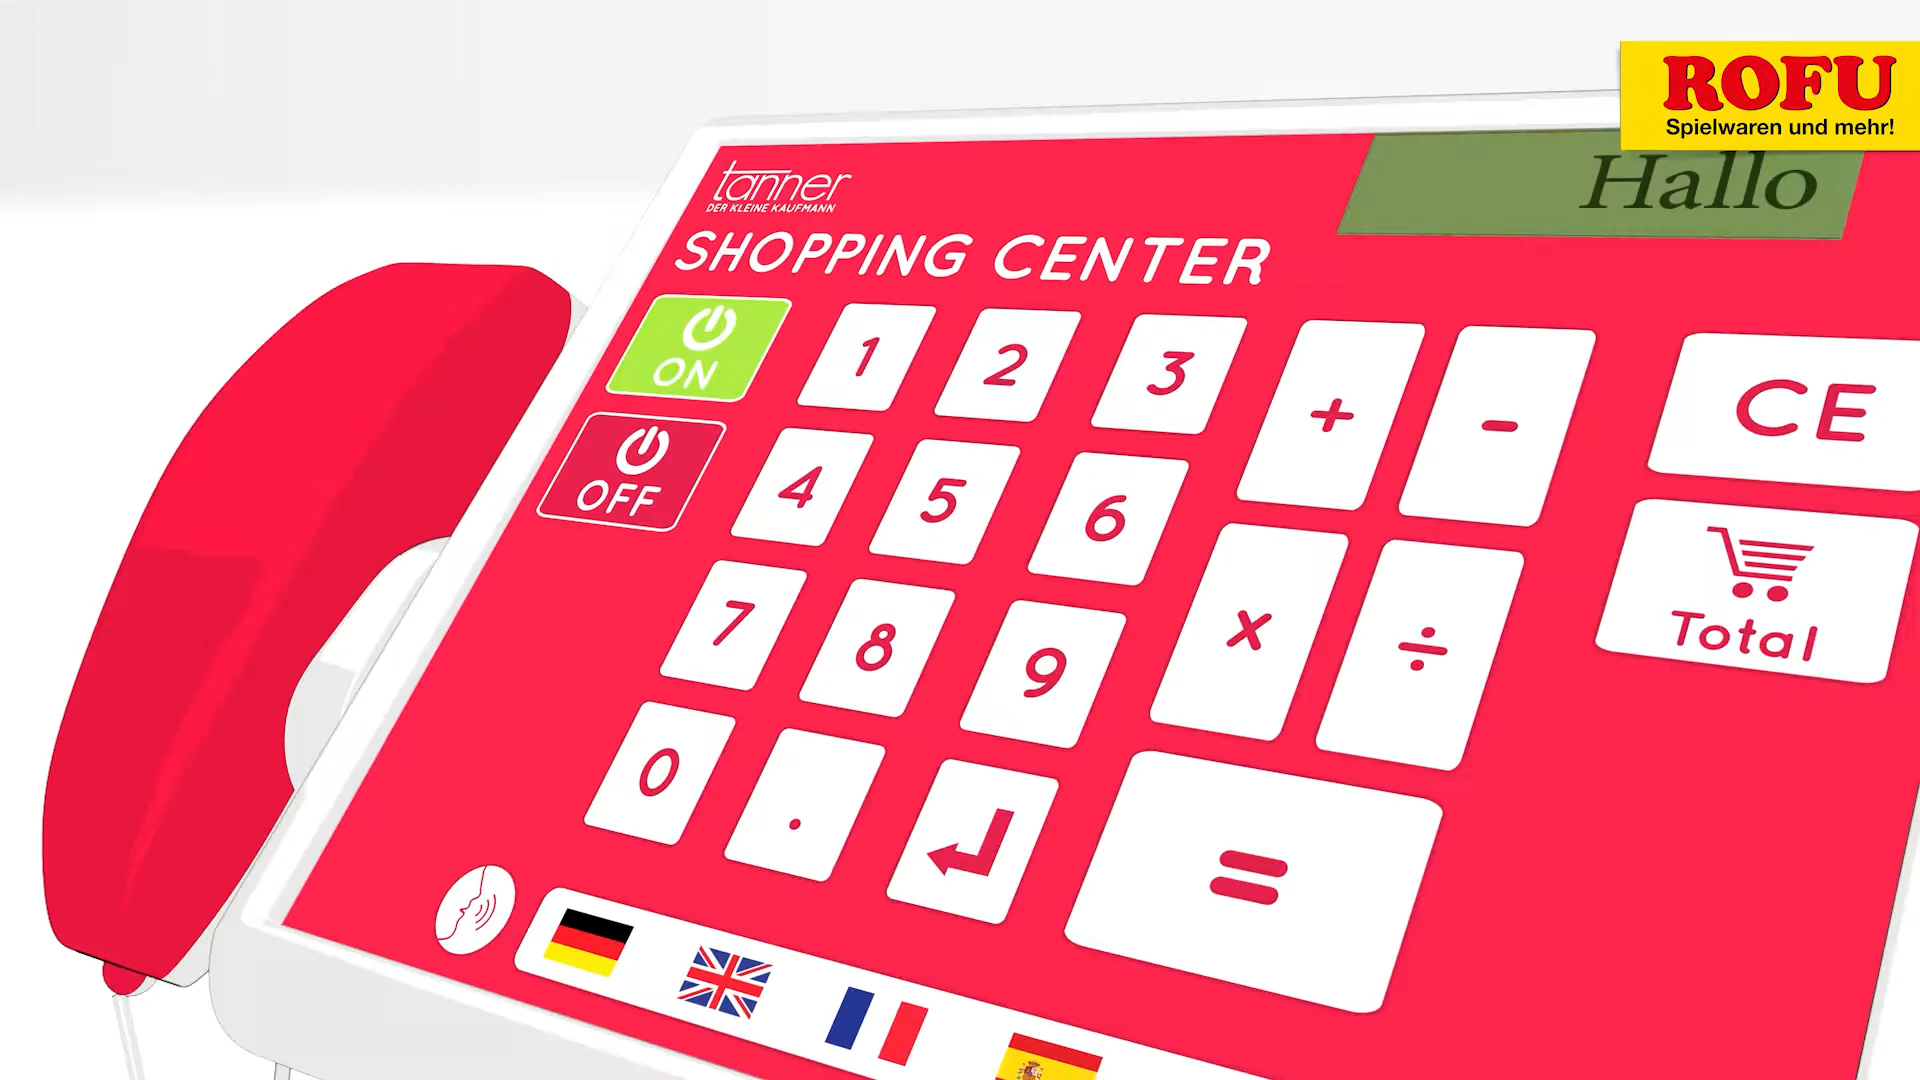 ROFU
Spielwaren und mehr!
Hallo
tanner
DER KLEINE KAUFMANN
SHOPPING CENTER
ON
1
2
3
+
-
CE
OFF
4
5
6
7
8
9
x
÷
Total
0
.
=